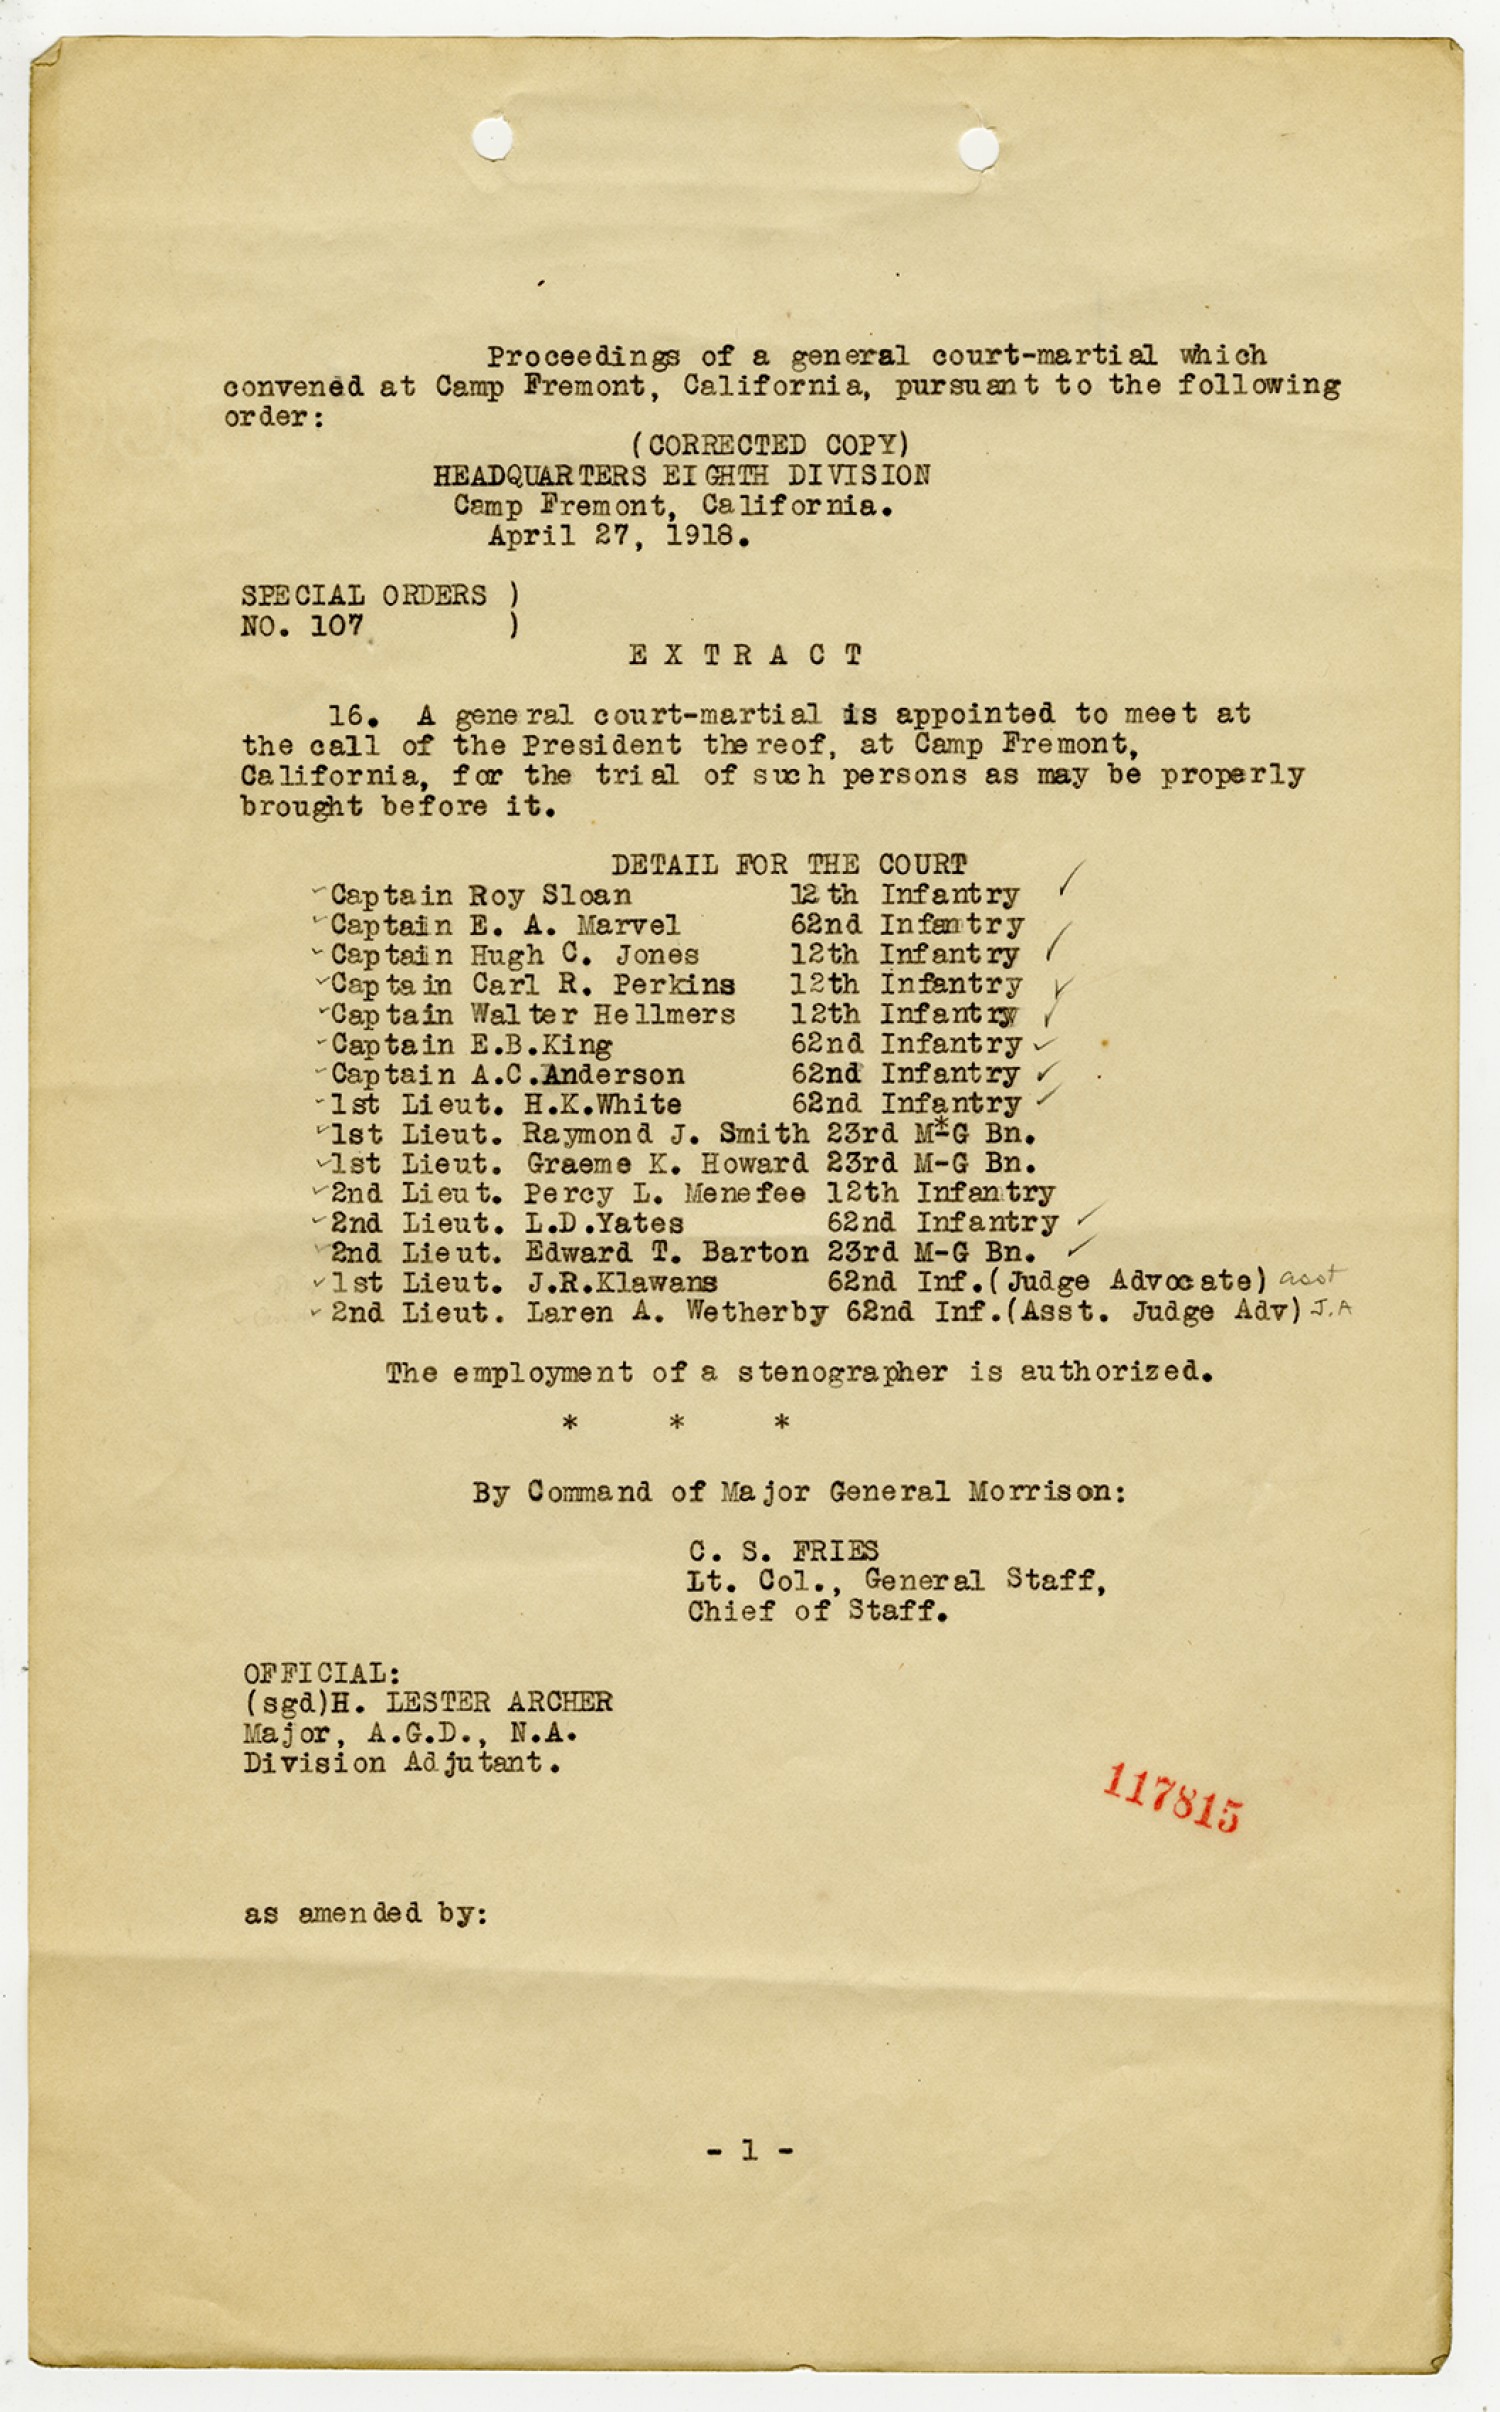 Proceedings of a general court-martial which
convened at Camp Fremont, California, pursuant to the following
order:
(CORRECTED COPY)
HEADQUARTERS EIGHTH DIVISION
Camp Fremont, California.
April 27, 1918.
SPECIAL ORDERS )
NO. 107 )
E X T R A C T
16. A general court-martial is appointed to meet at
the call of the President thereof, at Camp Fremont,
California, for the trial of such persons as may be properly
brought before it.
DETAIL FOR THE COURT
Captain Roy Sloan 12th Infantry
Captain E. A. Marvel 62nd Infantry
Captain Hugh C. Jones 12th Infantry
Captain Carl R. Perkins 12th Infantry
Captain Walter Hellmers 12th Infantry
Captain E.B.King 62nd Infantry
Captain A.C.Anderson 62nd Infantry
1st Lieut. H.K.White 62nd Infantry
1st Lieut. Raymond J. Smith 23rd M*G Bn.
1st Lieut. Graeme K. Howard 23rd M-G Bn.
2nd Lieut. Percy L. Menefee 12th Infantry
2nd Lieut. L.D.Yates 62nd Infantry
2nd Lieut. Edward T. Barton 23rd M-G Bn.
1st Lieut. J.R.Klawans 62nd Inf.(Judge Advocate) asst
2nd Lieut. Laren A. Wetherby 62nd Inf.(Asst. Judge Adv) J.A
The employment of a stenographer is authorized.
* * *
By Command of Major General Morrison:
C. S. FRIES
Lt. Col., General Staff,
Chief of Staff.
OFFICIAL:
(sgd)H. LESTER ARCHER
Major, A.G.D., N.A.
Division Adjutant.
117815
as amended by:
- 1 -